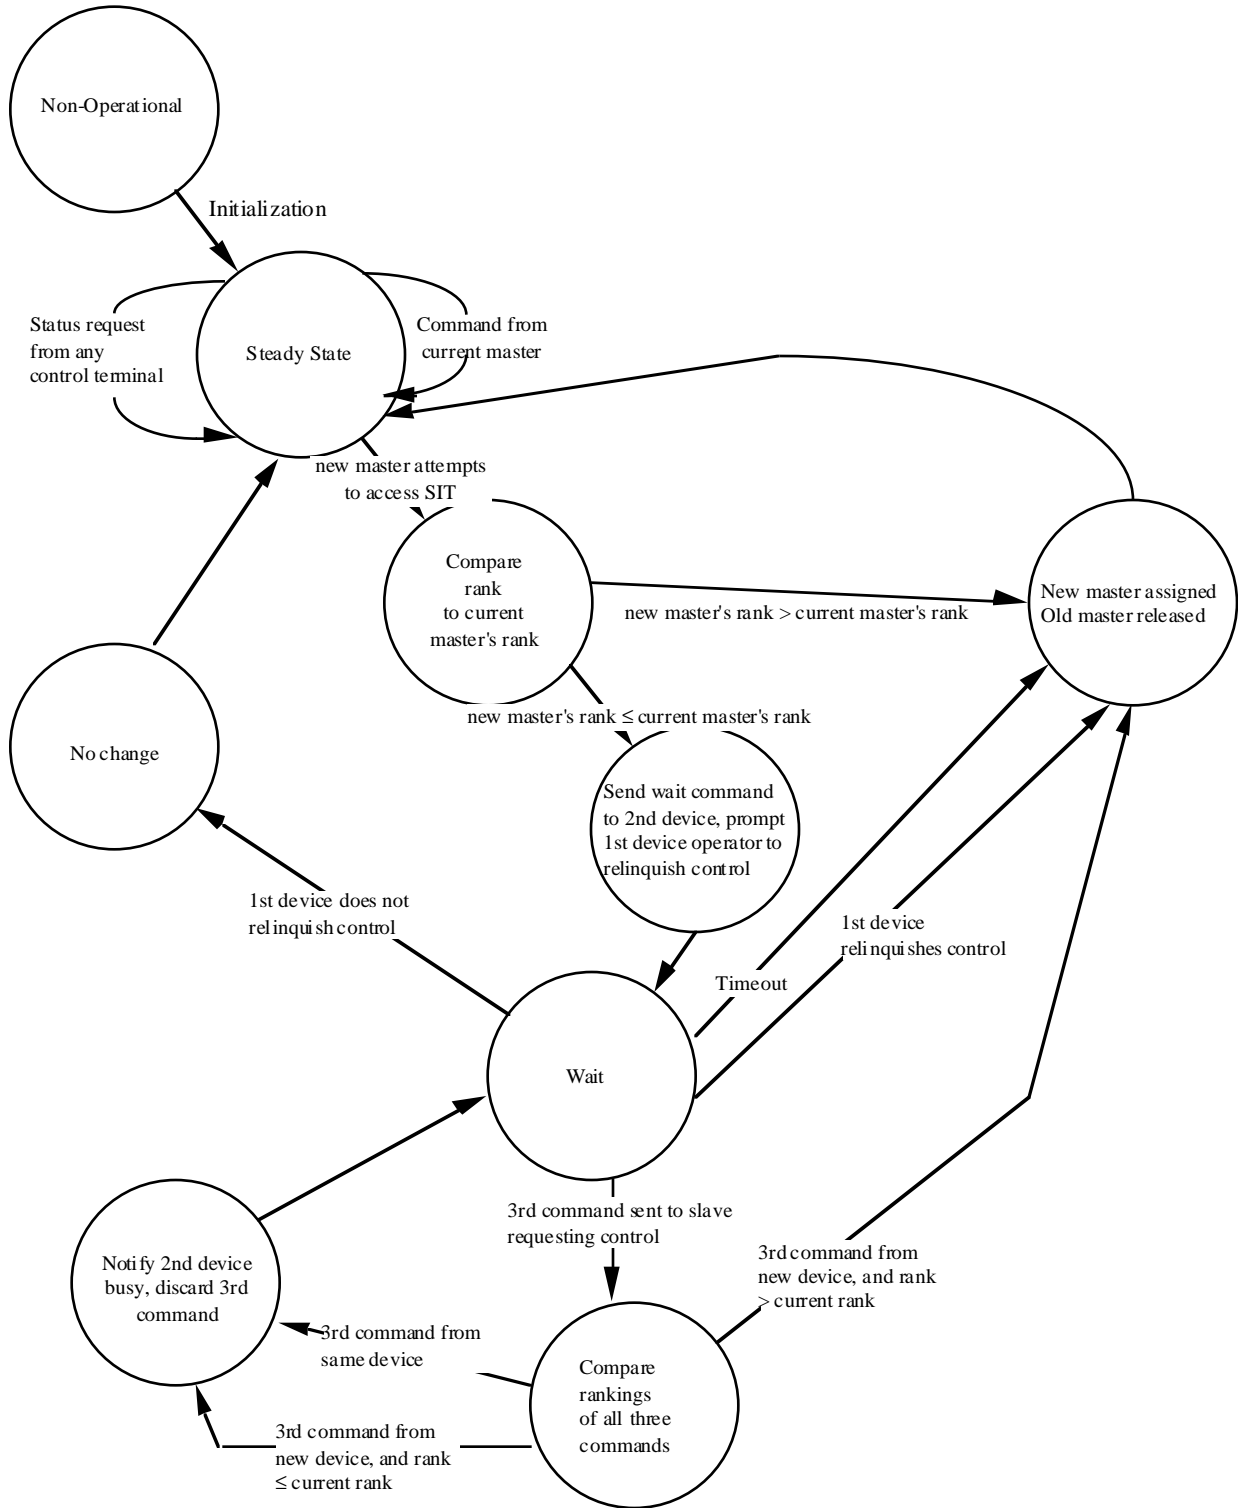 Non-Operational
Initialization
Status request
from any
control terminal
Steady State
Command from
current master
new master attempts
to access SIT
Compare
rank
to current
master's rank
new master's rank > current master's rank
New master assigned
Old master released
new master's rank ≤ current master's rank
No change
Send wait command
to 2nd device, prompt
1st device operator to
relinquish control
1st device does not
relinquish control
1st device
relinquishes control
Timeout
Wait
3rd command sent to slave
requesting control
Notify 2nd device
busy, discard 3rd
command
3rd command from
new device, and rank
> current rank
3rd command from
same device
Compare
rankings
of all three
commands
3rd command from
new device, and rank
≤ current rank